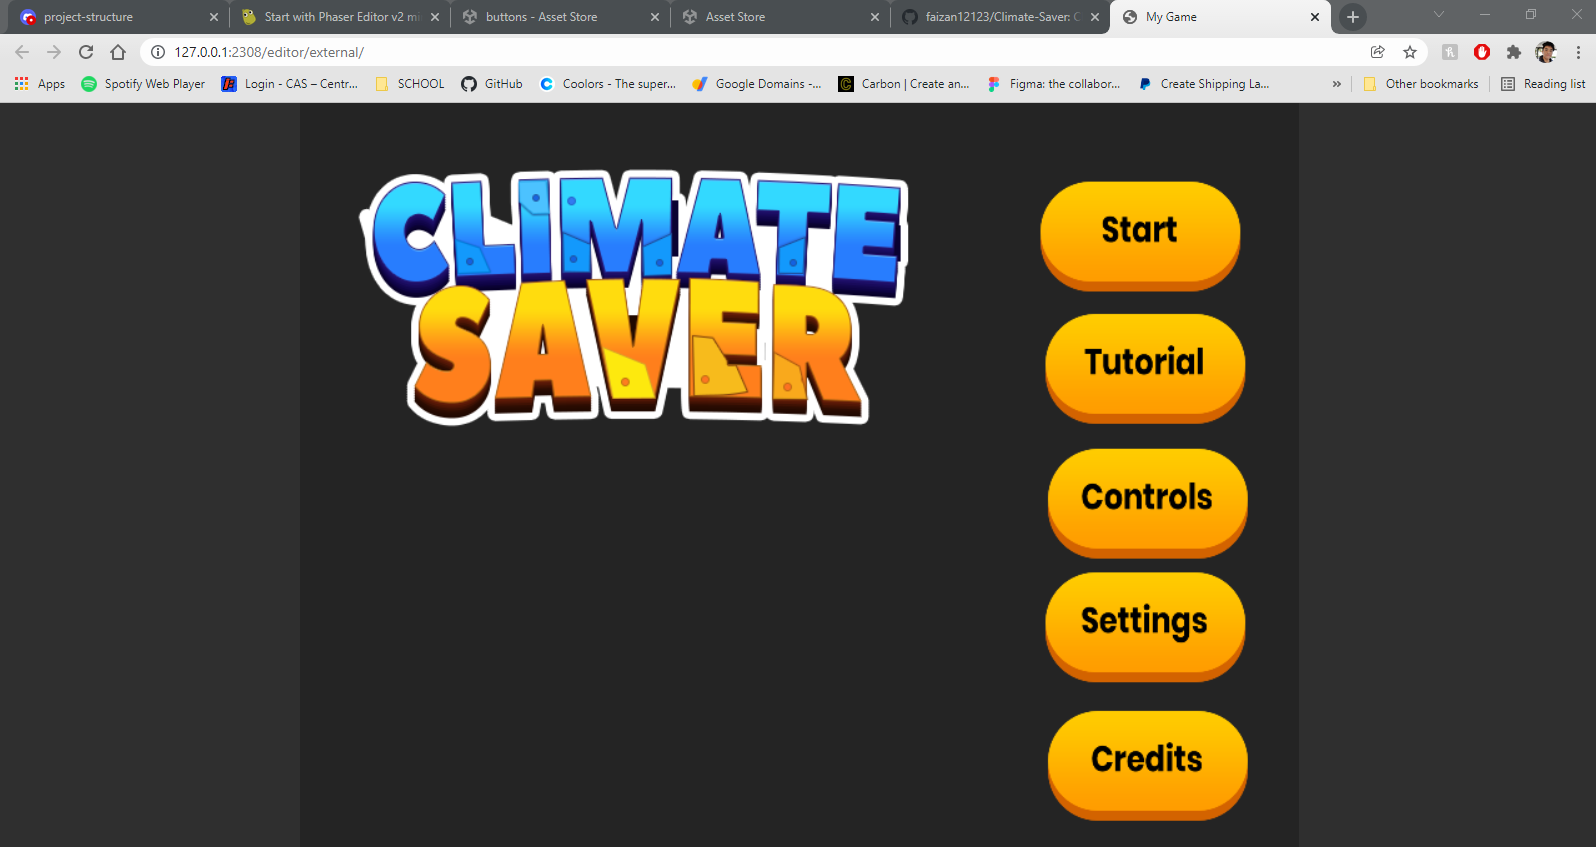 project-structure
Start with Phaser Editor v2 mi
buttons - Asset Store
Asset Store
faizan12123/Climate-Saver: C
My Game
127.0.0.1:2308/editor/external/
Apps
Spotify Web Player
Login - CAS – Centr...
SCHOOL
GitHub
Coolors - The super...
Google Domains -...
Carbon | Create an...
Figma: the collabor...
Create Shipping La...
»
Other bookmarks
Reading list
CLIMATE
SAVER
Start
Tutorial
Controls
Settings
Credits